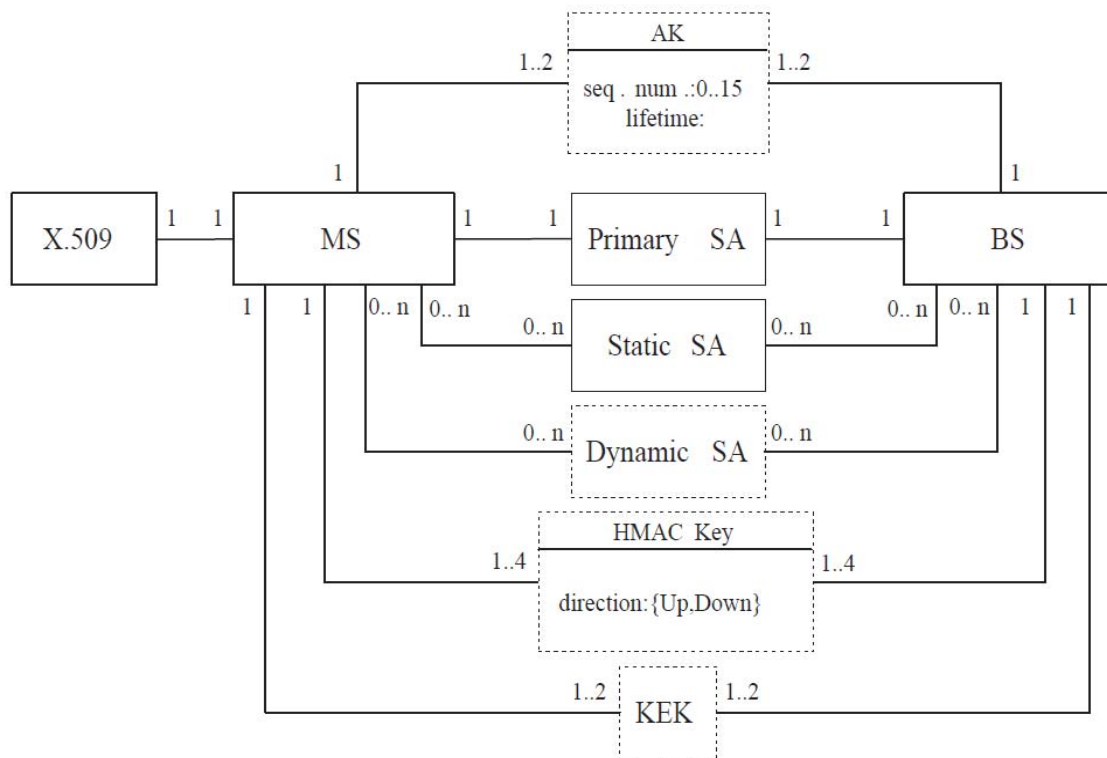 AK
1..2 1..2
seq . num .:0..15
lifetime:
1 1
X.509 1 1 MS 1 1 Primary SA 1 1 BS
1 1 0.. n 0.. n 0.. n 0.. n 1 1
0.. n Static SA 0.. n
0.. n Dynamic SA 0.. n
HMAC Key
1..4 1..4
direction:{Up,Down}
1..2 KEK 1..2